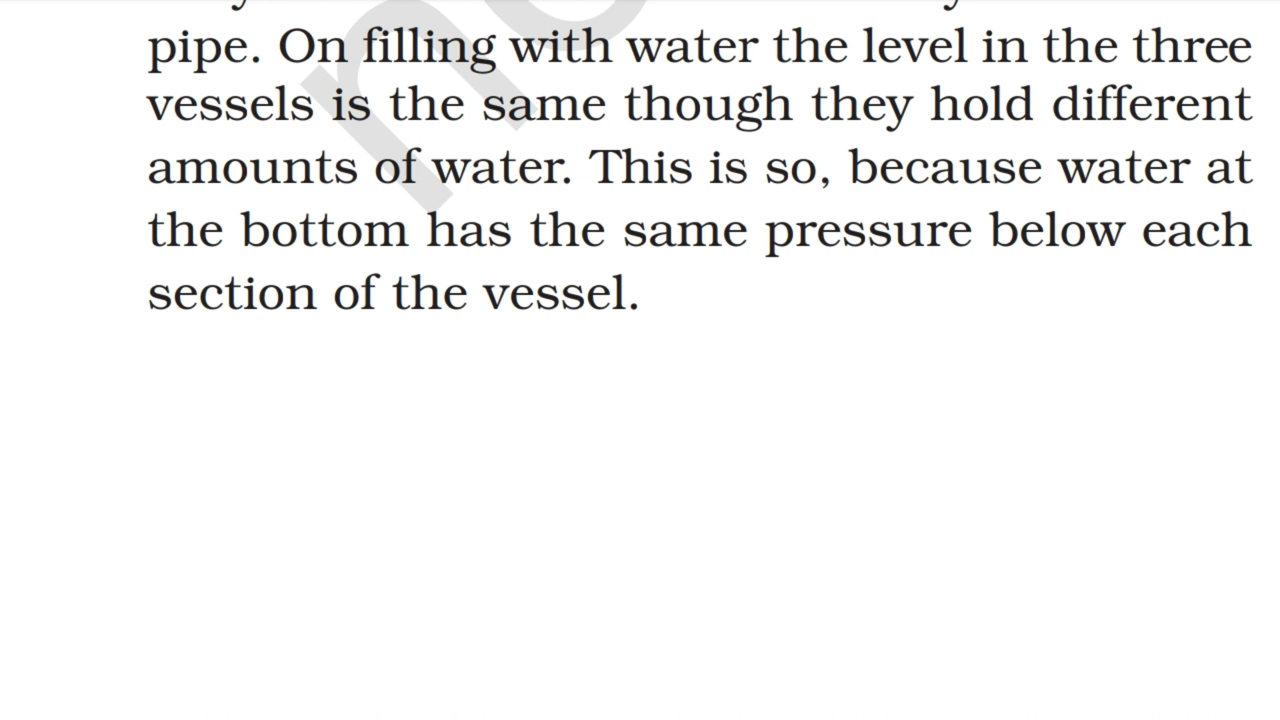 pipe. On filling with water the level in the three
vessels is the same though they hold different
amounts of water. This is so, because water at
the bottom has the same pressure below each
section of the vessel.